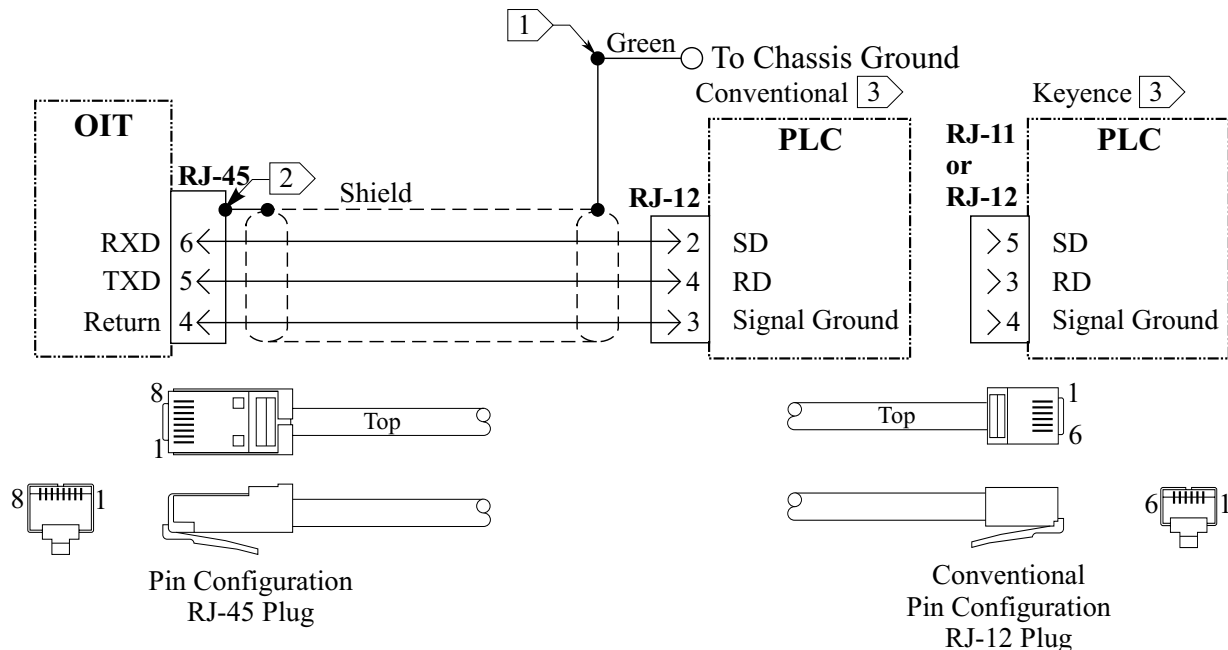 1
Green
To Chassis Ground
Conventional 3
Keyence 3
OIT
PLC
RJ-11
or
RJ-12
PLC
RJ-45
2
Shield
RJ-12
RXD 6
2 SD
5 SD
TXD 5
4 RD
3 RD
Return 4
3 Signal Ground
4 Signal Ground
8
1
Top
Top
1
6
8
1
6
1
Pin Configuration
RJ-45 Plug
Conventional
Pin Configuration
RJ-12 Plug